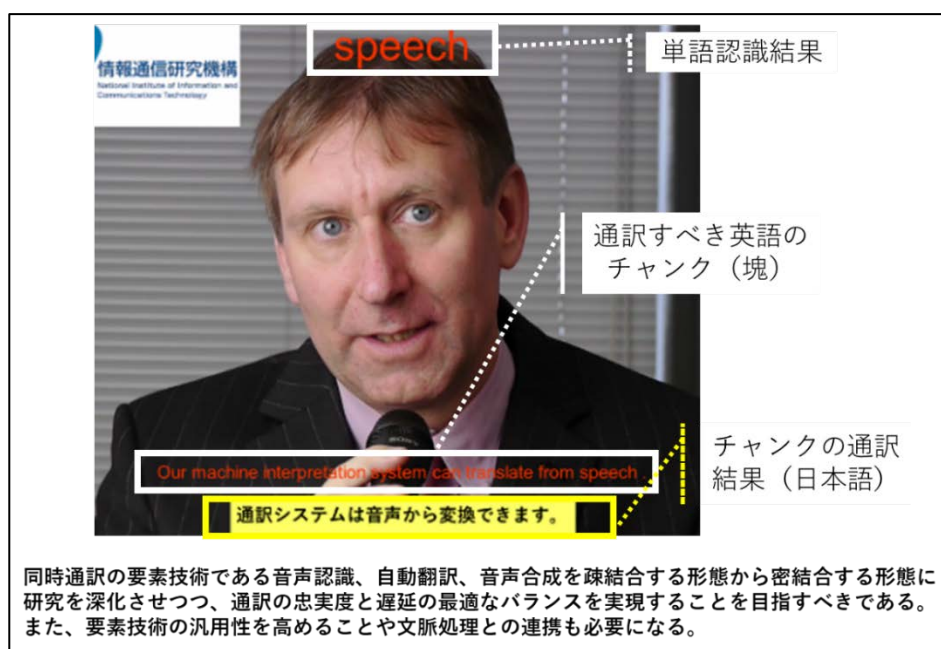 speech
単語認識結果
情報通信研究機構
National Institute of Information and
Communications Technology
通訳すべき英語の
チャンク（塊）
SONY
チャンクの通訳
結果（日本語）
Our machine interpretation system can translate from speech
通訳システムは音声から変換できます。
同時通訳の要素技術である音声認識、自動翻訳、音声合成を疎結合する形態から密結合する形態に
研究を深化させつつ、通訳の忠実度と遅延の最適なバランスを実現することを目指すべきである。
また、要素技術の汎用性を高めることや文脈処理との連携も必要になる。